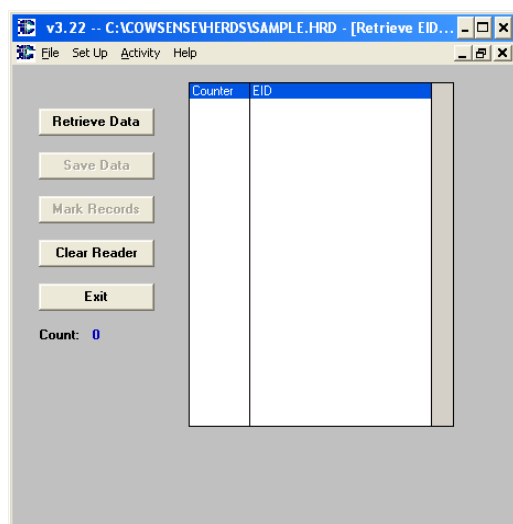 v3.22 -- C:\COWSENSE\HERDS\SAMPLE.HRD - [Retrieve EID...
File Set Up Activity Help
Counter EID
Retrieve Data
Save Data
Mark Records
Clear Reader
Exit
Count: 0